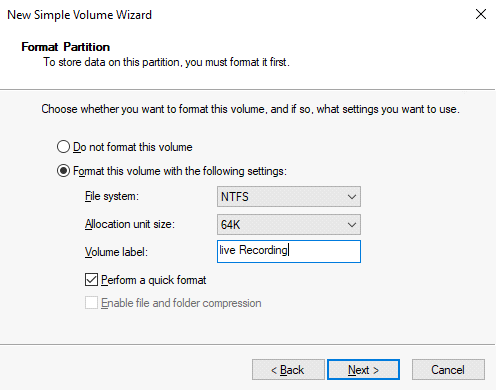 New Simple Volume Wizard
Format Partition
To store data on this partition, you must format it first.
Choose whether you want to format this volume, and if so, what settings you want to use.
Do not format this volume
Format this volume with the following settings:
File system: NTFS
Allocation unit size: 64K
Volume label: live Recording
Perform a quick format
Enable file and folder compression
< Back Next > Cancel